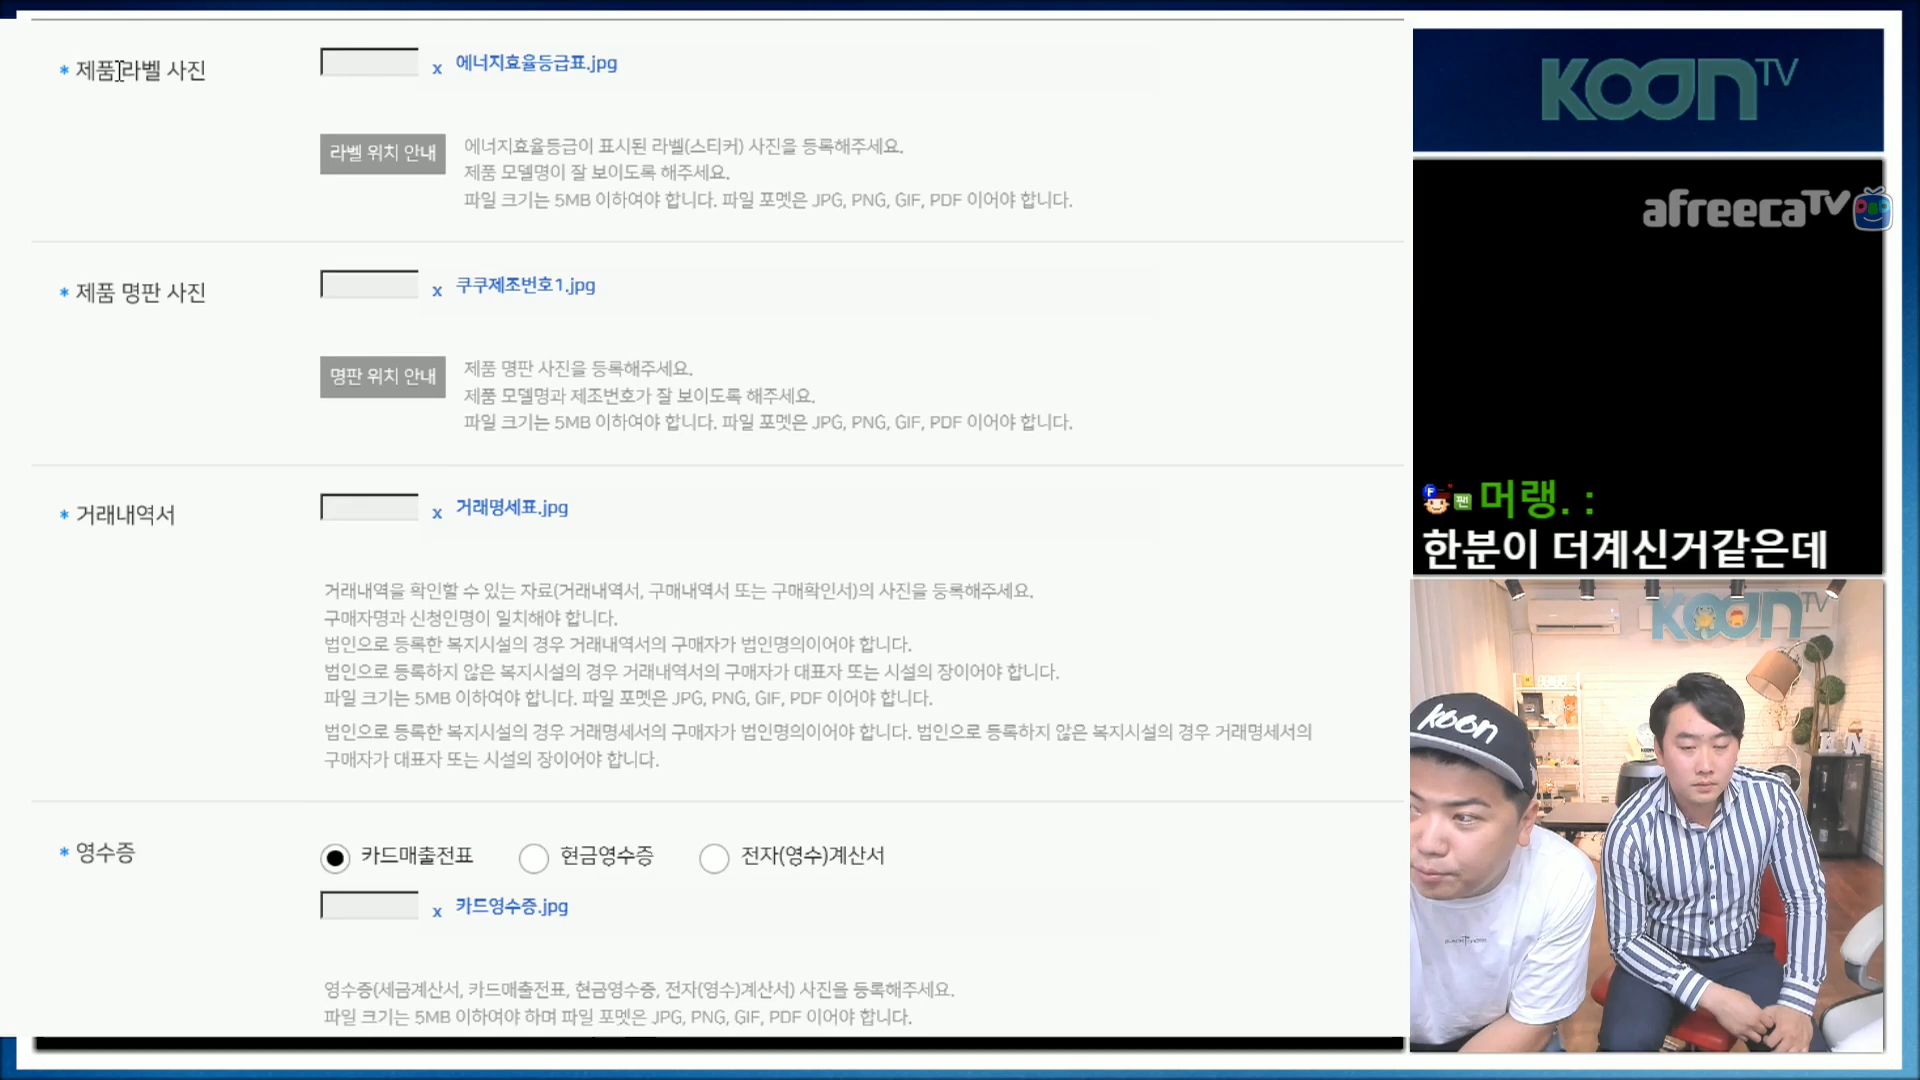 * 제품 라벨 사진
x 에너지효율등급표.jpg
라벨 위치 안내
에너지효율등급이 표시된 라벨(스티커) 사진을 등록해주세요.
제품 모델명이 잘 보이도록 해주세요.
파일 크기는 5MB 이하여야 합니다. 파일 포멧은 JPG, PNG, GIF, PDF 이어야 합니다.
* 제품 명판 사진
x 쿠쿠제조번호1.jpg
명판 위치 안내
제품 명판 사진을 등록해주세요.
제품 모델명과 제조번호가 잘 보이도록 해주세요.
파일 크기는 5MB 이하여야 합니다. 파일 포멧은 JPG, PNG, GIF, PDF 이어야 합니다.
* 거래내역서
x 거래명세표.jpg
거래내역을 확인할 수 있는 자료(거래내역서, 구매내역서 또는 구매확인서)의 사진을 등록해주세요.
구매자명과 신청인명이 일치해야 합니다.
법인으로 등록한 복지시설의 경우 거래내역서의 구매자가 법인명의이어야 합니다.
법인으로 등록하지 않은 복지시설의 경우 거래내역서의 구매자가 대표자 또는 시설의 장이어야 합니다.
파일 크기는 5MB 이하여야 합니다. 파일 포멧은 JPG, PNG, GIF, PDF 이어야 합니다.
법인으로 등록한 복지시설의 경우 거래명세서의 구매자가 법인명의이어야 합니다. 법인으로 등록하지 않은 복지시설의 경우 거래명세서의
구매자가 대표자 또는 시설의 장이어야 합니다.
* 영수증
카드매출전표 현금영수증 전자(영수)계산서
x 카드영수증.jpg
영수증(세금계산서, 카드매출전표, 현금영수증, 전자(영수)계산서) 사진을 등록해주세요.
파일 크기는 5MB 이하여야 하며 파일 포멧은 JPG, PNG, GIF, PDF 이어야 합니다.
KOON TV
afreecaTV
F 팬 머랭. :
한분이 더계신거같은데
KOON TV
koon